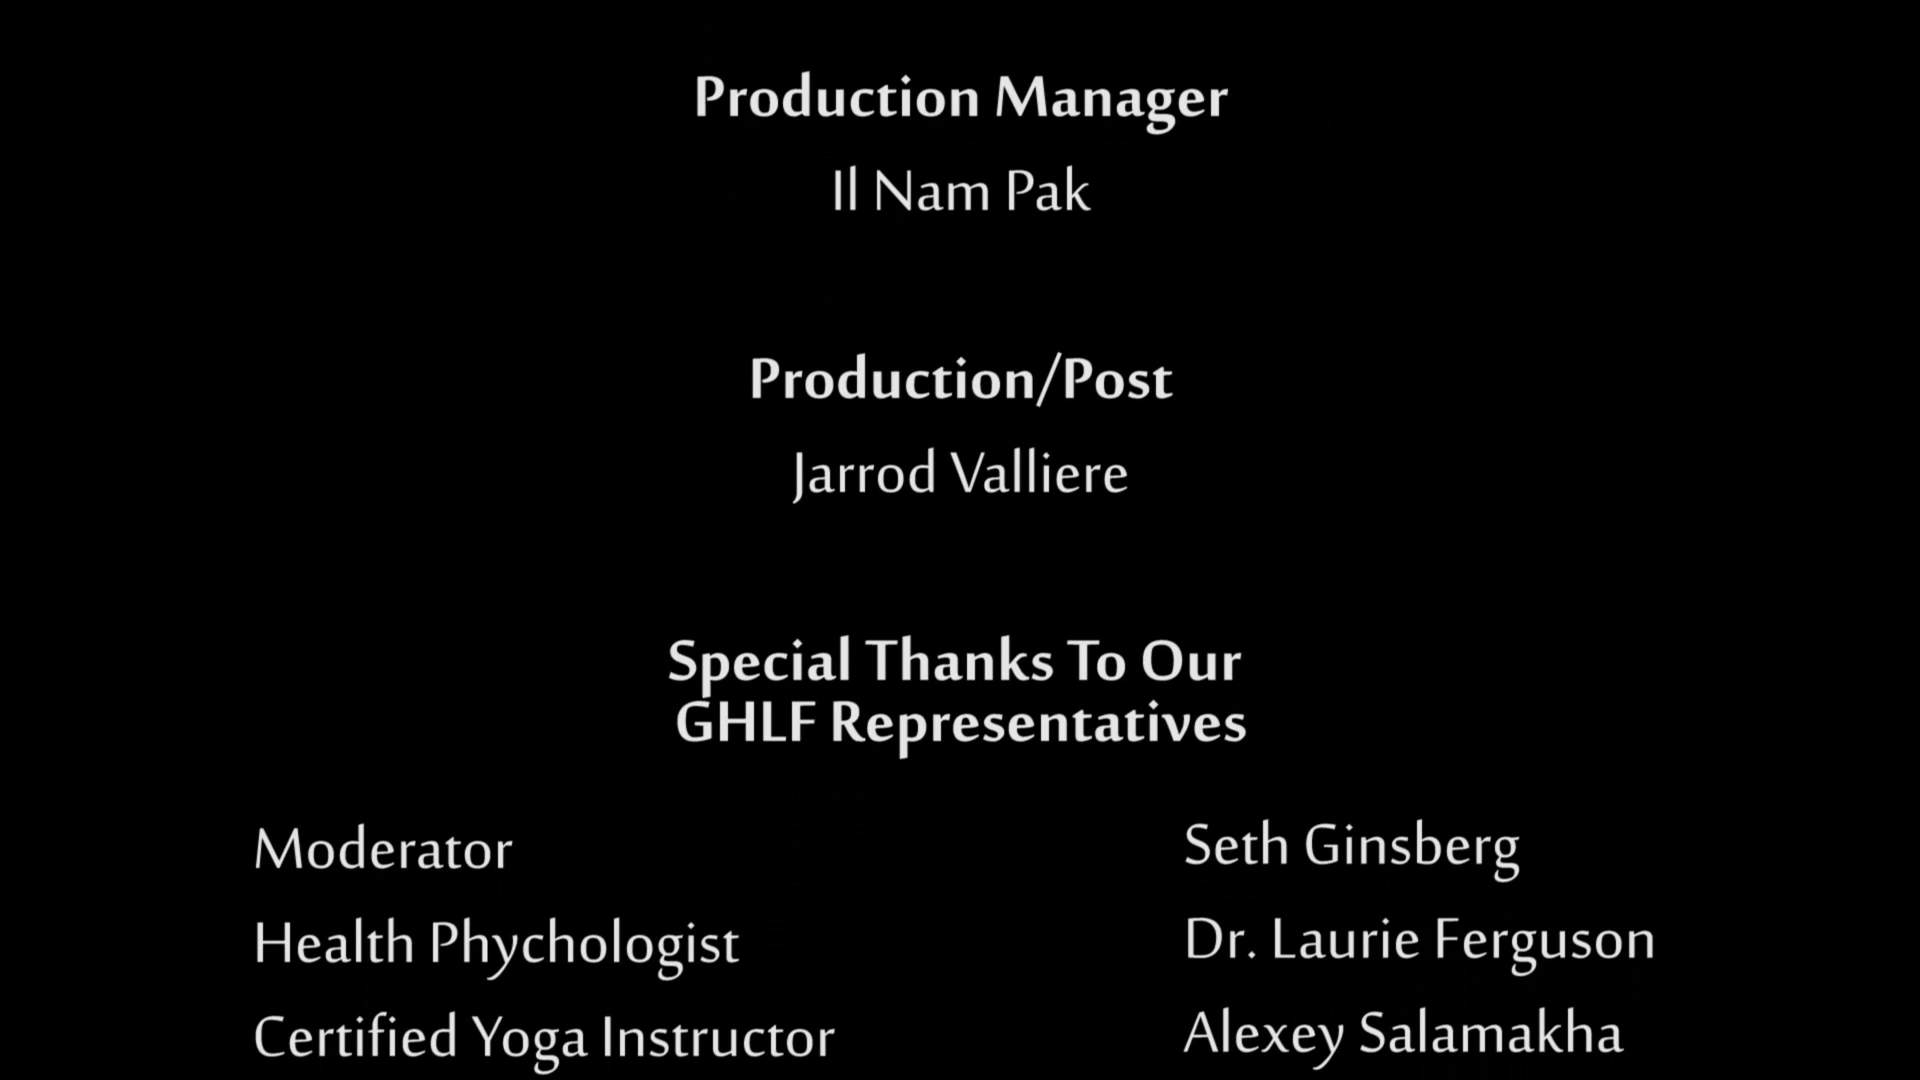 Production Manager
Il Nam Pak
Production/Post
Jarrod Valliere
Special Thanks To Our
GHLF Representatives
Moderator Seth Ginsberg
Health Phychologist Dr. Laurie Ferguson
Certified Yoga Instructor Alexey Salamakha